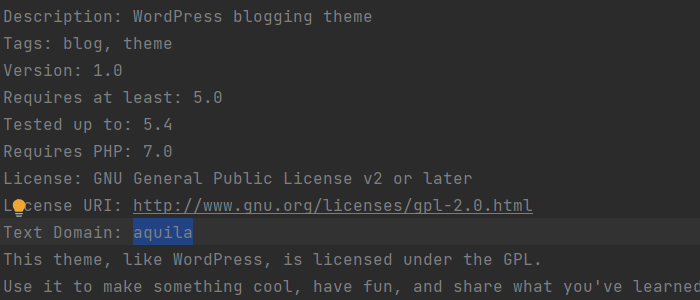 Description: WordPress blogging theme
Tags: blog, theme
Version: 1.0
Requires at least: 5.0
Tested up to: 5.4
Requires PHP: 7.0
License: GNU General Public License v2 or later
License URI: http://www.gnu.org/licenses/gpl-2.0.html
Text Domain: aquila
This theme, like WordPress, is licensed under the GPL.
Use it to make something cool, have fun, and share what you've learned